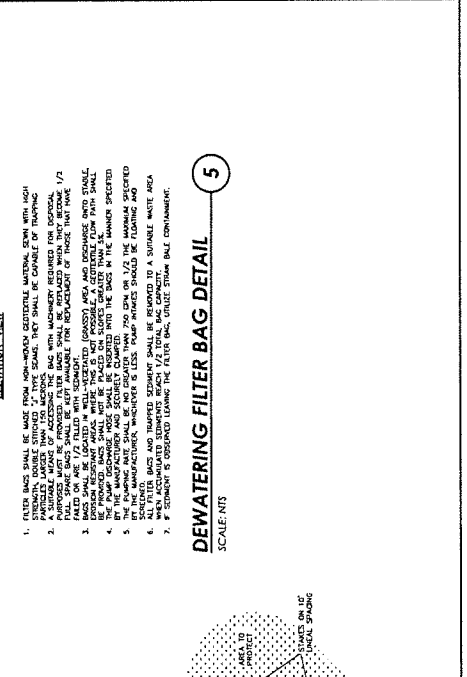 ELEVATION VIEW
1. FILTER BAGS SHALL BE MADE FROM NON-WOVEN GEOTEXTILE MATERIAL SEWN WITH HIGH
STRENGTH, DOUBLE STITCHED "J" TYPE SEAMS. THEY SHALL BE CAPABLE OF TRAPPING
PARTICLES LARGER THAN 150 MICRONS.
2. A SUITABLE MEANS OF ACCESSING THE BAG WITH MACHINERY REQUIRED FOR DISPOSAL
PURPOSES MUST BE PROVIDED. FILTER BAGS SHALL BE REPLACED WHEN THEY BECOME 1/2
FULL. SPARE BAGS SHALL BE KEPT AVAILABLE FOR REPLACEMENT OF THOSE THAT HAVE
FAILED OR ARE 1/2 FILLED WITH SEDIMENT.
3. BAGS SHALL BE LOCATED IN WELL-VEGETATED (GRASSY) AREA AND DISCHARGE ONTO STABLE,
EROSION RESISTANT AREAS. WHERE THIS IS NOT POSSIBLE, A GEOTEXTILE FLOW PATH SHALL
BE PROVIDED. BAGS SHALL NOT BE PLACED ON SLOPES GREATER THAN 5%.
4. THE PUMP DISCHARGE HOSE SHALL BE INSERTED INTO THE BAGS IN THE MANNER SPECIFIED
BY THE MANUFACTURER AND SECURELY CLAMPED.
5. THE PUMPING RATE SHALL BE NO GREATER THAN 750 GPM OR 1/2 THE MAXIMUM SPECIFIED
BY THE MANUFACTURER, WHICHEVER IS LESS. PUMP INTAKES SHOULD BE FLOATING AND
SCREENED.
6. ALL FILTER BAGS AND TRAPPED SEDIMENT SHALL BE REMOVED TO A SUITABLE WASTE AREA
WHEN ACCUMULATED SEDIMENTS REACH 1/2 TOTAL BAG CAPACITY.
7. IF SEDIMENT IS OBSERVED LEAVING THE FILTER BAG, UTILIZE STRAW BALE CONTAINMENT.
DEWATERING FILTER BAG DETAIL
5
SCALE: NTS
AREA TO
PROTECT
STAKES ON 10'
LINEAL SPACING